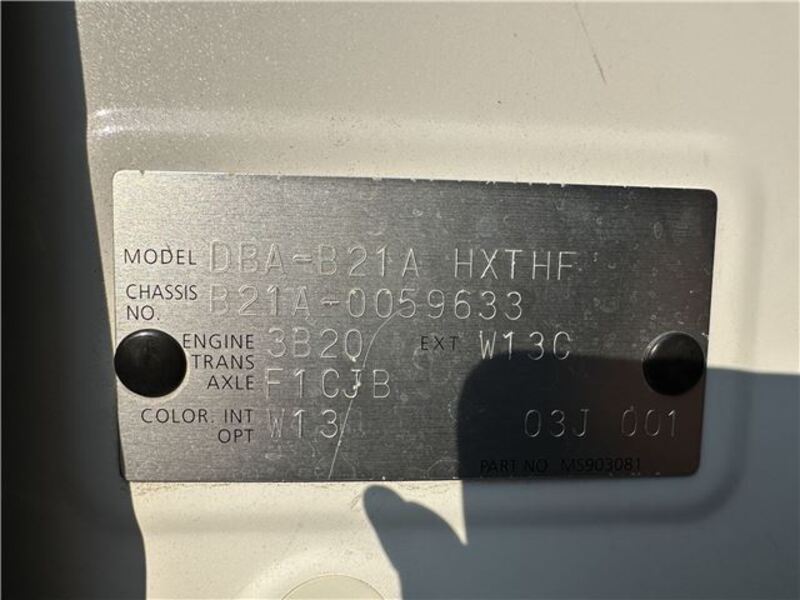 MODEL DBA-B21A HXTHF
CHASSIS NO. B21A-0059633
ENGINE 3B20 EXT W13C
TRANS AXLE F1CJB
COLOR. INT OPT W13 03J 001
PART NO. MS903081